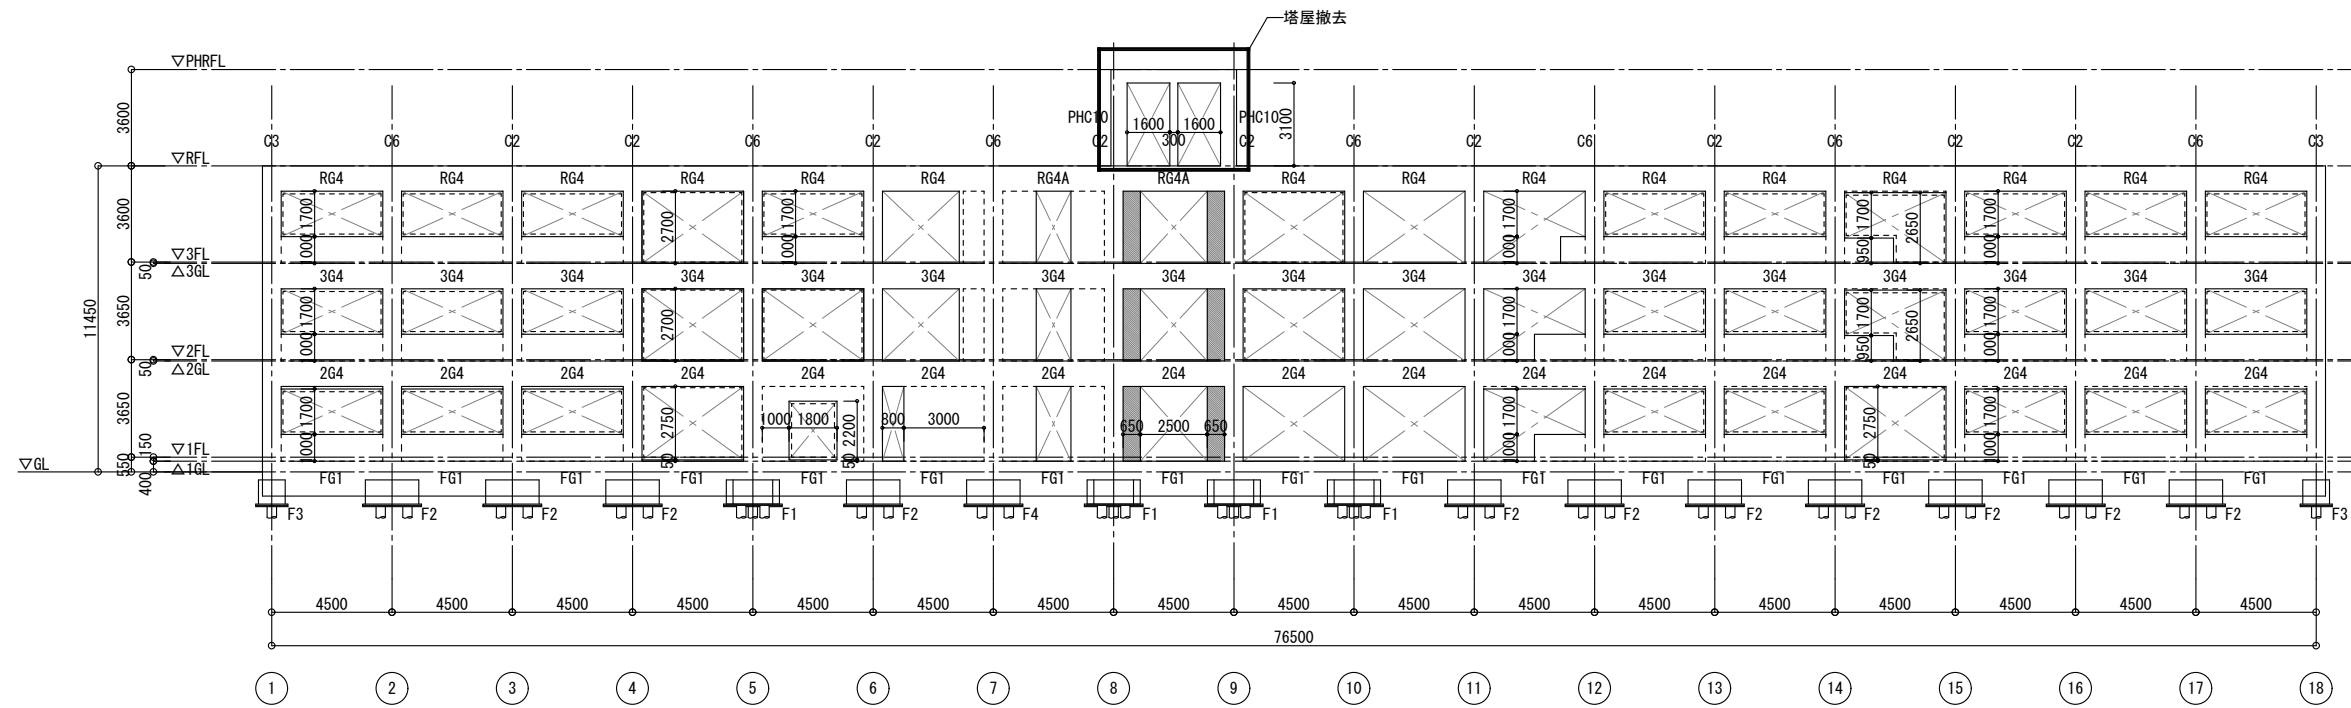 塔屋撤去
▽PHRFL
3600
PHC10 1600 300 1600 PHC10 3100
C3 C6 C2 C2 C6 C2 C6 C2 C2 C6 C2 C6 C2 C6 C2 C2 C6 C3
▽RFL
RG4 RG4 RG4 RG4 RG4 RG4 RG4A RG4A RG4 RG4 RG4 RG4 RG4 RG4 RG4 RG4 RG4
3600 1700 2700 1700 1700 1700 2650 1700
1000 1000 1000 950 1000
▽3FL
50 △3GL
3G4 3G4 3G4 3G4 3G4 3G4 3G4 3G4 3G4 3G4 3G4 3G4 3G4 3G4 3G4 3G4 3G4
11450 3650 1700 2700 1700 1700 2650 1700
000 000 950 000
▽2FL
50 △2GL
2G4 2G4 2G4 2G4 2G4 2G4 2G4 2G4 2G4 2G4 2G4 2G4 2G4 2G4 2G4 2G4 2G4
3650 1700 2750 1000 1800 2200 800 3000 650 2500 650 1700 2750 1700
150 1000 50 50 1000 50 1000
▽1FL
▽GL 550 400 △1GL
FG1 FG1 FG1 FG1 FG1 FG1 FG1 FG1 FG1 FG1 FG1 FG1 FG1 FG1 FG1 FG1 FG1
F3 F2 F2 F2 F1 F2 F4 F1 F1 F1 F2 F2 F2 F2 F2 F2 F2 F3
4500 4500 4500 4500 4500 4500 4500 4500 4500 4500 4500 4500 4500 4500 4500 4500 4500
76500
1 2 3 4 5 6 7 8 9 10 11 12 13 14 15 16 17 18